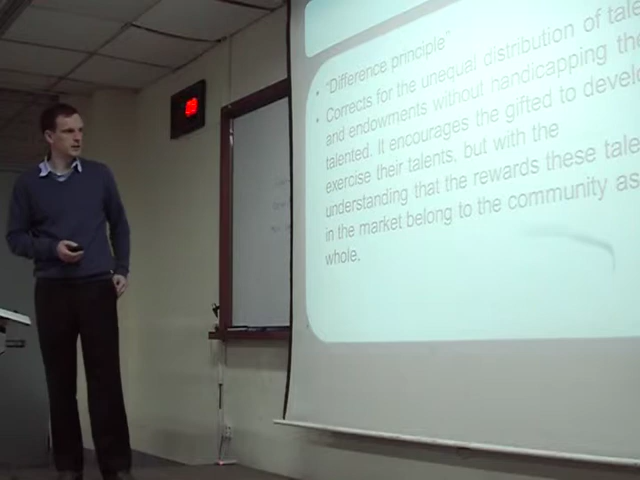 "Difference principle"
Corrects for the unequal distribution of tale
and endowments without handicapping the
talented. It encourages the gifted to develo
exercise their talents, but with the
understanding that the rewards these tale
in the market belong to the community as
whole.